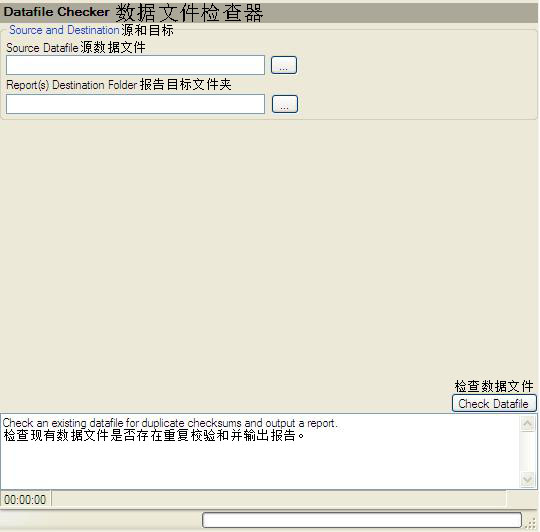 Datafile Checker 数据文件检查器
Source and Destination 源和目标
Source Datafile 源数据文件
...
Report(s) Destination Folder 报告目标文件夹
...
检查数据文件
Check Datafile
Check an existing datafile for duplicate checksums and output a report.
检查现有数据文件是否存在重复校验和并输出报告。
00:00:00